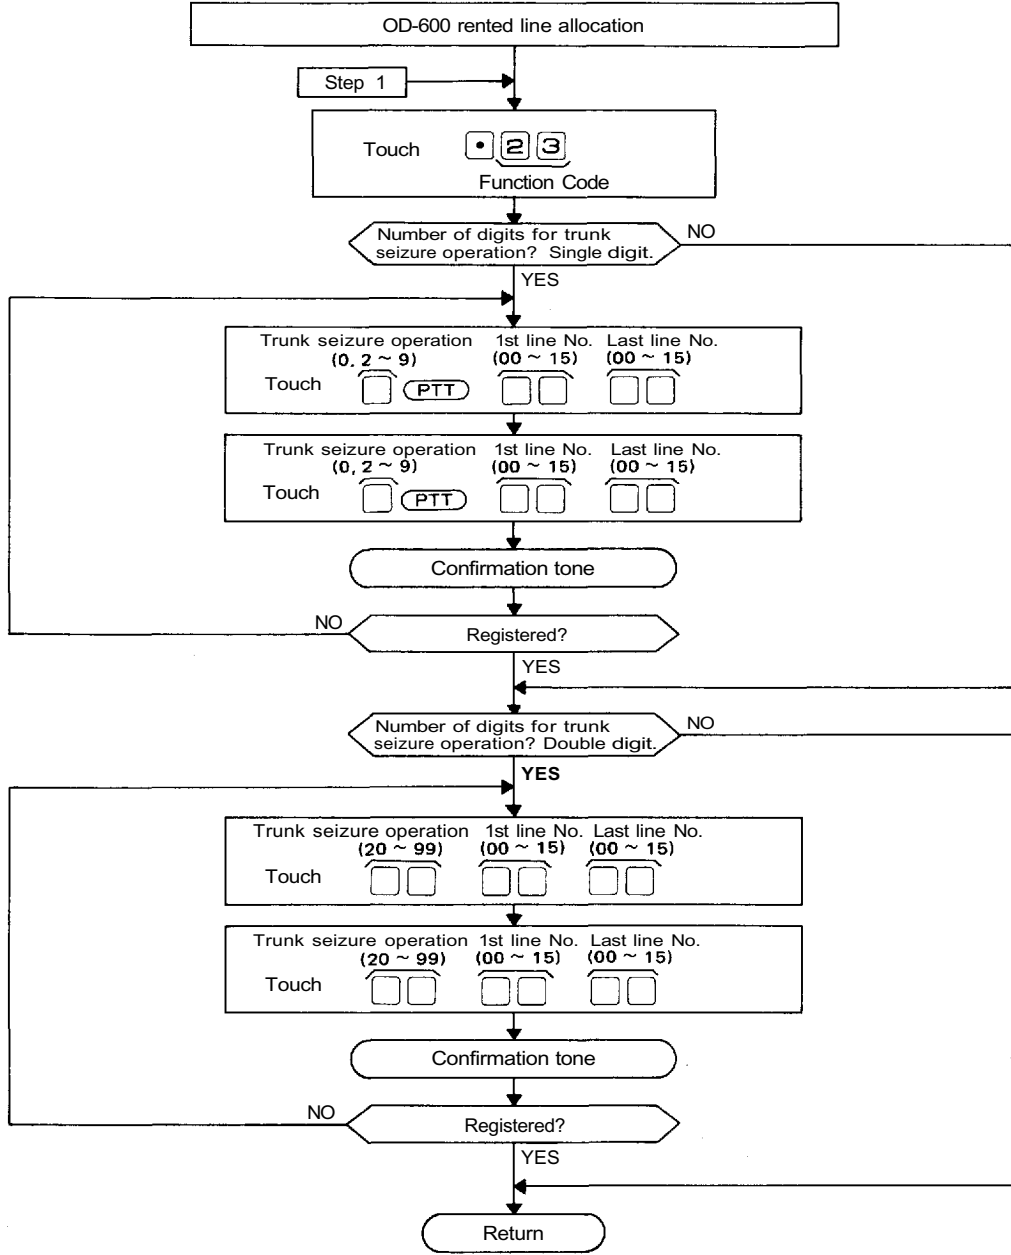 OD-600 rented line allocation
Step 1
Touch • 2 3
Function Code
Number of digits for trunk
seizure operation? Single digit.
NO
YES
Trunk seizure operation 1st line No. Last line No.
(0, 2 ~ 9) (00 ~ 15) (00 ~ 15)
Touch PTT
Trunk seizure operation 1st line No. Last line No.
(0, 2 ~ 9) (00 ~ 15) (00 ~ 15)
Touch PTT
Confirmation tone
NO
Registered?
YES
Number of digits for trunk
seizure operation? Double digit.
NO
YES
Trunk seizure operation 1st line No. Last line No.
(20 ~ 99) (00 ~ 15) (00 ~ 15)
Touch
Trunk seizure operation 1st line No. Last line No.
(20 ~ 99) (00 ~ 15) (00 ~ 15)
Touch
Confirmation tone
NO
Registered?
YES
Return